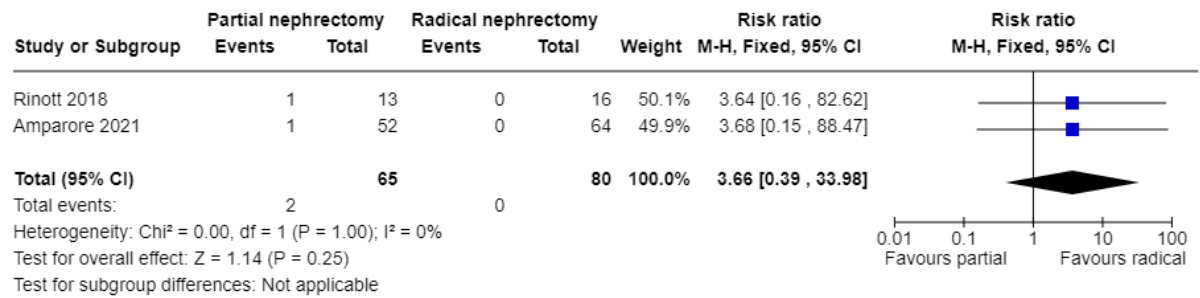 Partial nephrectomy Radical nephrectomy Risk ratio Risk ratio
Study or Subgroup Events Total Events Total Weight M-H, Fixed, 95% CI M-H, Fixed, 95% CI
Rinott 2018 1 13 0 16 50.1% 3.64 [0.16 , 82.62]
Amparore 2021 1 52 0 64 49.9% 3.68 [0.15 , 88.47]
Total (95% CI) 65 80 100.0% 3.66 [0.39 , 33.98]
Total events: 2 0
Heterogeneity: Chi² = 0.00, df = 1 (P = 1.00); I² = 0%
Test for overall effect: Z = 1.14 (P = 0.25)
Test for subgroup differences: Not applicable
0.01 0.1 1 10 100
Favours partial Favours radical